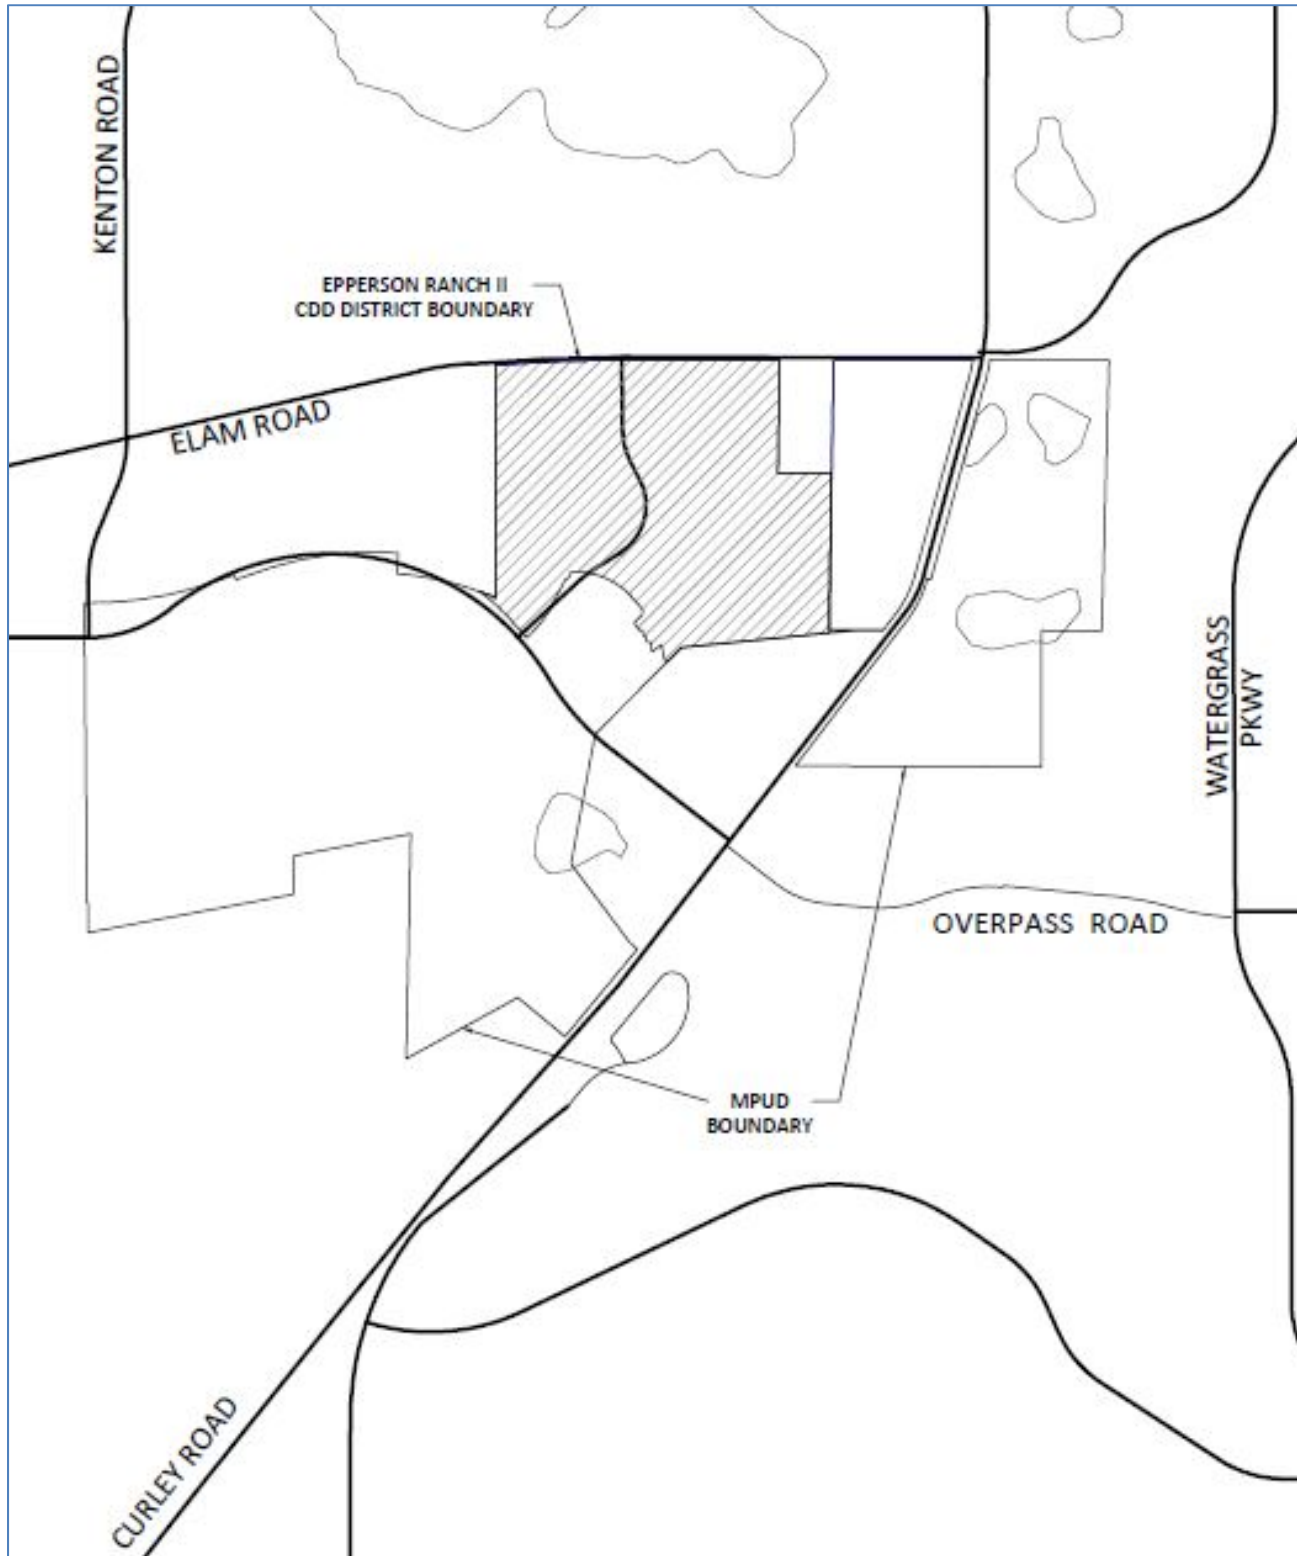 KENTON ROAD
EPPERSON RANCH II
CDD DISTRICT BOUNDARY
ELAM ROAD
WATERGRASS
PKWY
OVERPASS ROAD
MPUD
BOUNDARY
CURLEY ROAD